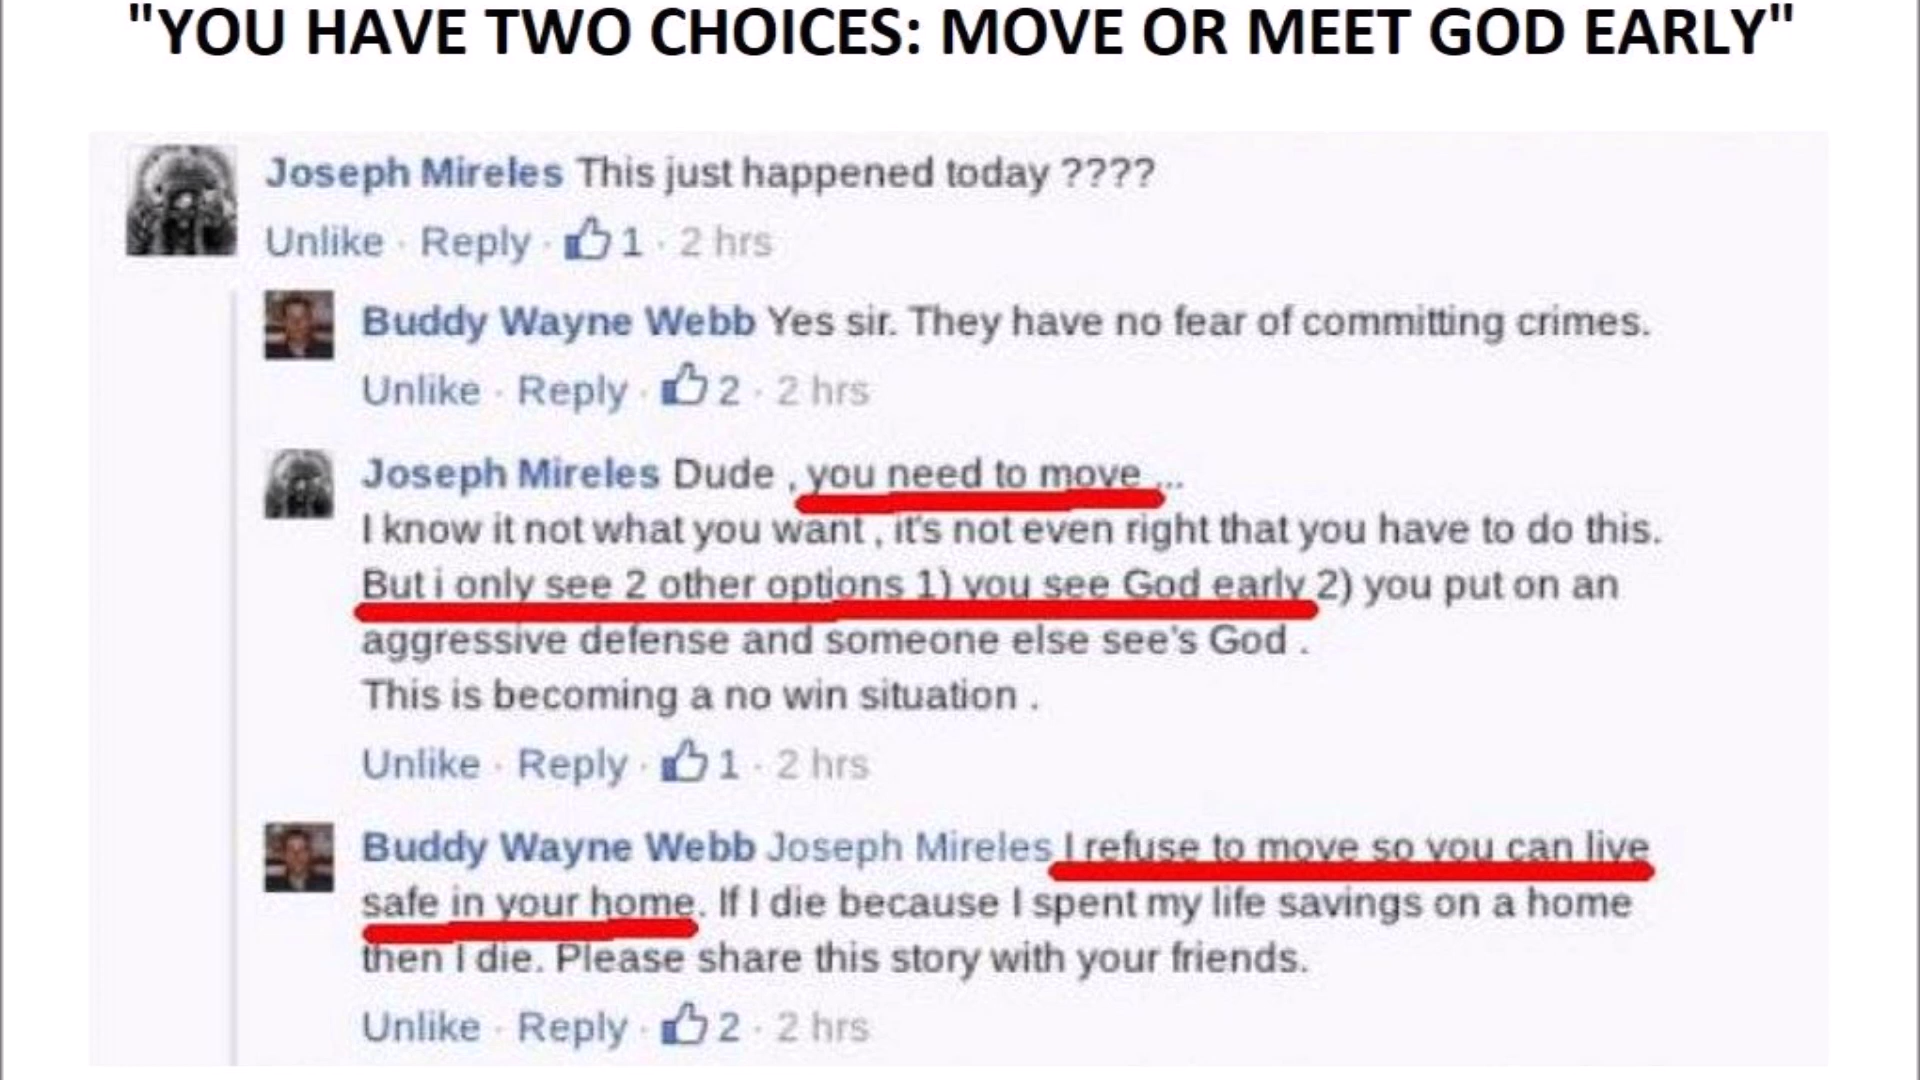 "YOU HAVE TWO CHOICES: MOVE OR MEET GOD EARLY"
Joseph Mireles This just happened today ????
Unlike · Reply · 1 · 2 hrs
Buddy Wayne Webb Yes sir. They have no fear of committing crimes.
Unlike · Reply · 2 · 2 hrs
Joseph Mireles Dude , you need to move ...
I know it not what you want , it's not even right that you have to do this.
But i only see 2 other options 1) you see God early 2) you put on an
aggressive defense and someone else see's God .
This is becoming a no win situation .
Unlike · Reply · 1 · 2 hrs
Buddy Wayne Webb Joseph Mireles I refuse to move so you can live
safe in your home. If I die because I spent my life savings on a home
then I die. Please share this story with your friends.
Unlike · Reply · 2 · 2 hrs